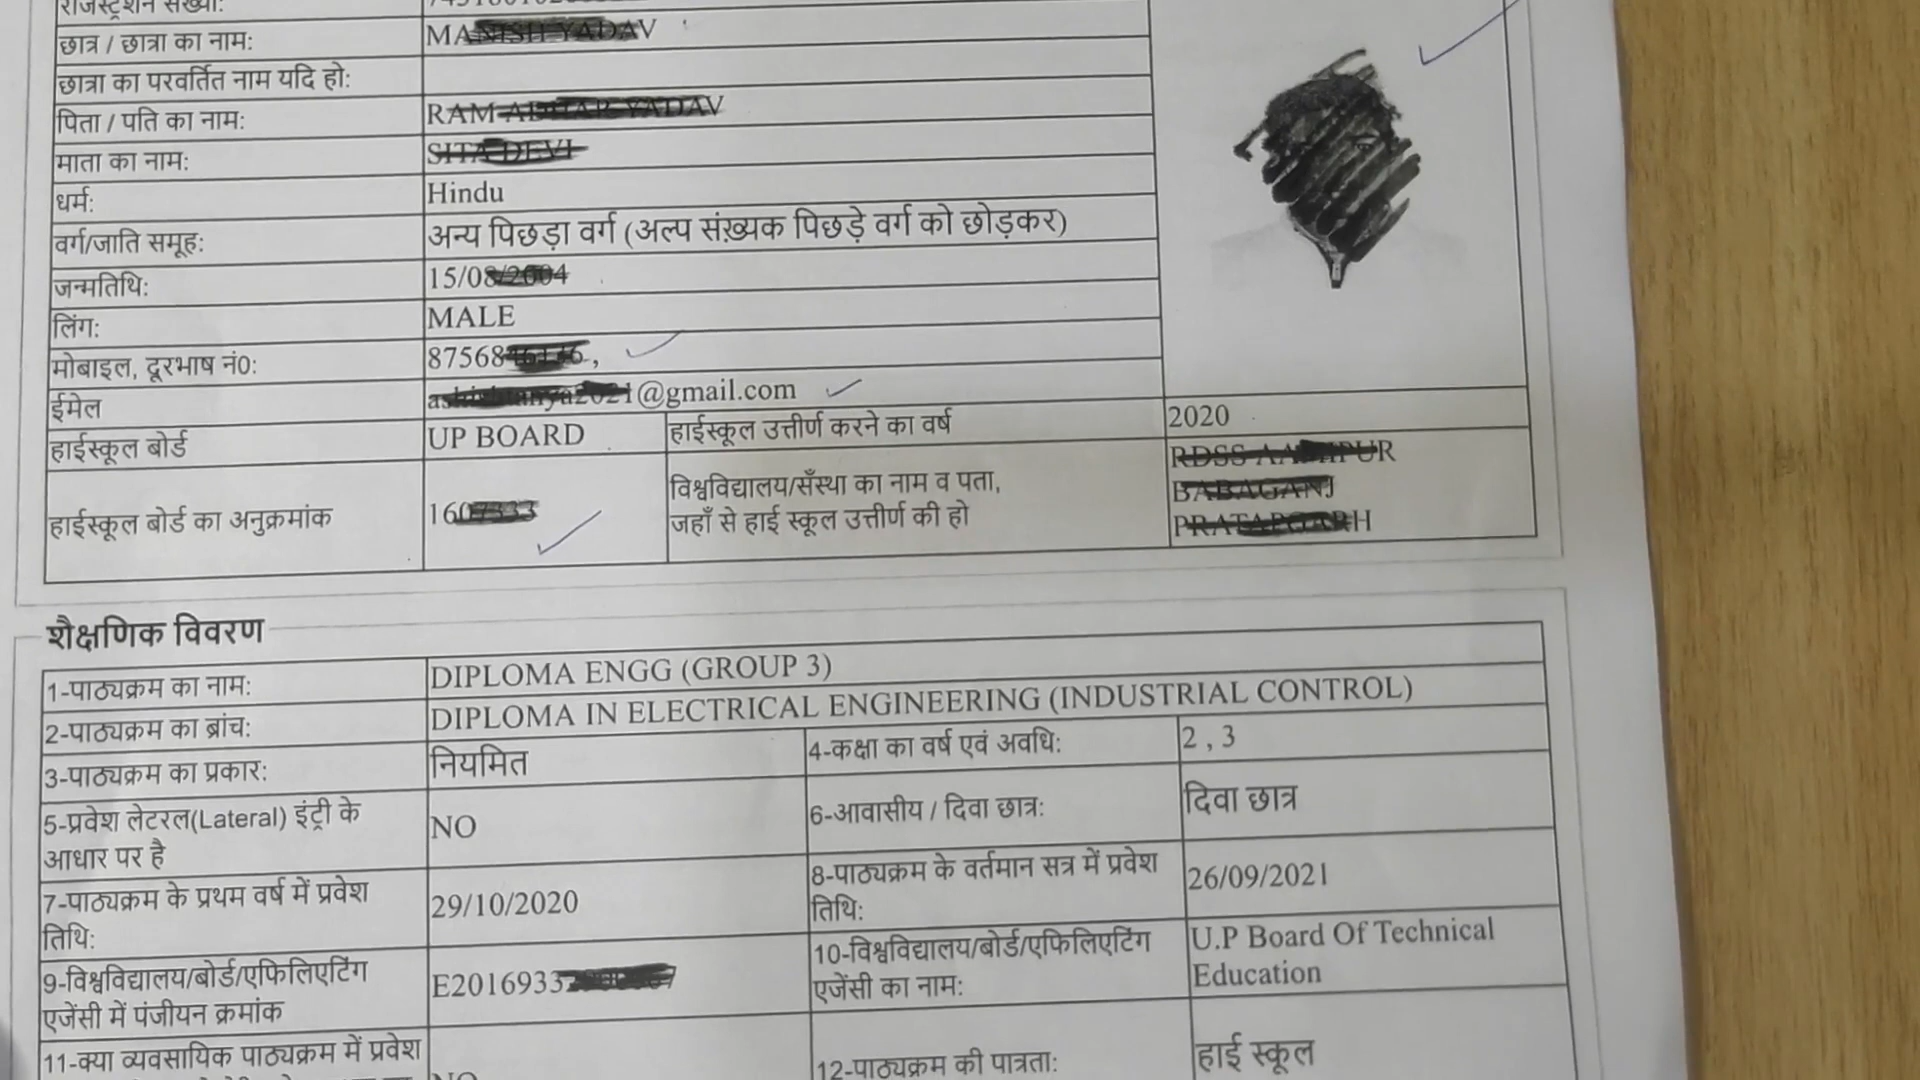 रजिस्ट्रेशन संख्या:
छात्र / छात्रा का नाम: MA
छात्रा का परवर्तित नाम यदि हो:
पिता / पति का नाम: RAM
माता का नाम:
धर्म: Hindu
वर्ग/जाति समूह: अन्य पिछड़ा वर्ग (अल्प संख़्यक पिछड़े वर्ग को छोड़कर)
जन्मतिथि: 15/0
लिंग: MALE
मोबाइल, दूरभाष नं0: 8756
ईमेल @gmail.com
हाईस्कूल बोर्ड UP BOARD हाईस्कूल उत्तीर्ण करने का वर्ष 2020
हाईस्कूल बोर्ड का अनुक्रमांक 16 विश्वविद्यालय/सँस्था का नाम व पता,
जहाँ से हाई स्कूल उत्तीर्ण की हो
शैक्षणिक विवरण
1-पाठ्यक्रम का नाम: DIPLOMA ENGG (GROUP 3)
2-पाठ्यक्रम का ब्रांच: DIPLOMA IN ELECTRICAL ENGINEERING (INDUSTRIAL CONTROL)
3-पाठ्यक्रम का प्रकार: नियमित 4-कक्षा का वर्ष एवं अवधि: 2 , 3
5-प्रवेश लेटरल(Lateral) इंट्री के
आधार पर है NO 6-आवासीय / दिवा छात्र: दिवा छात्र
7-पाठ्यक्रम के प्रथम वर्ष में प्रवेश
तिथि: 29/10/2020 8-पाठ्यक्रम के वर्तमान सत्र में प्रवेश
तिथि: 26/09/2021
9-विश्वविद्यालय/बोर्ड/एफिलिएटिंग
एजेंसी में पंजीयन क्रमांक E2016933 10-विश्वविद्यालय/बोर्ड/एफिलिएटिंग
एजेंसी का नाम: U.P Board Of Technical
Education
11-क्या व्यवसायिक पाठ्यक्रम में प्रवेश
NO 12-पाठ्यक्रम की पात्रता: हाई स्कूल